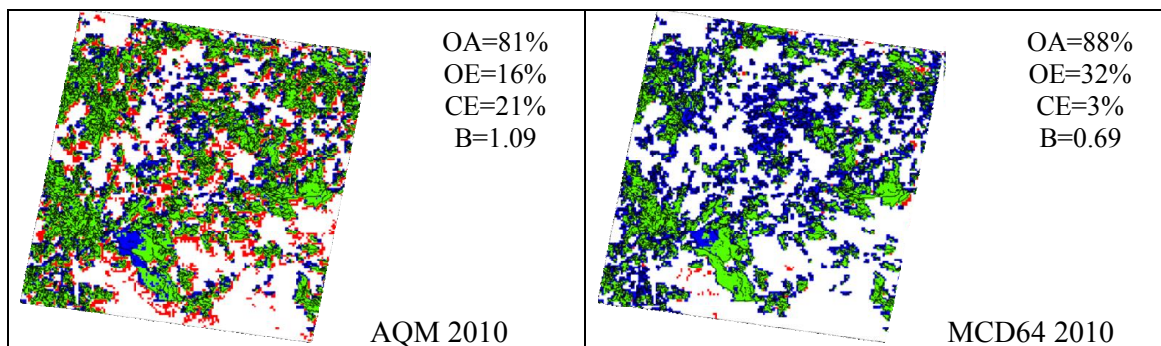 OA=81%
OE=16%
CE=21%
B=1.09
AQM 2010
OA=88%
OE=32%
CE=3%
B=0.69
MCD64 2010